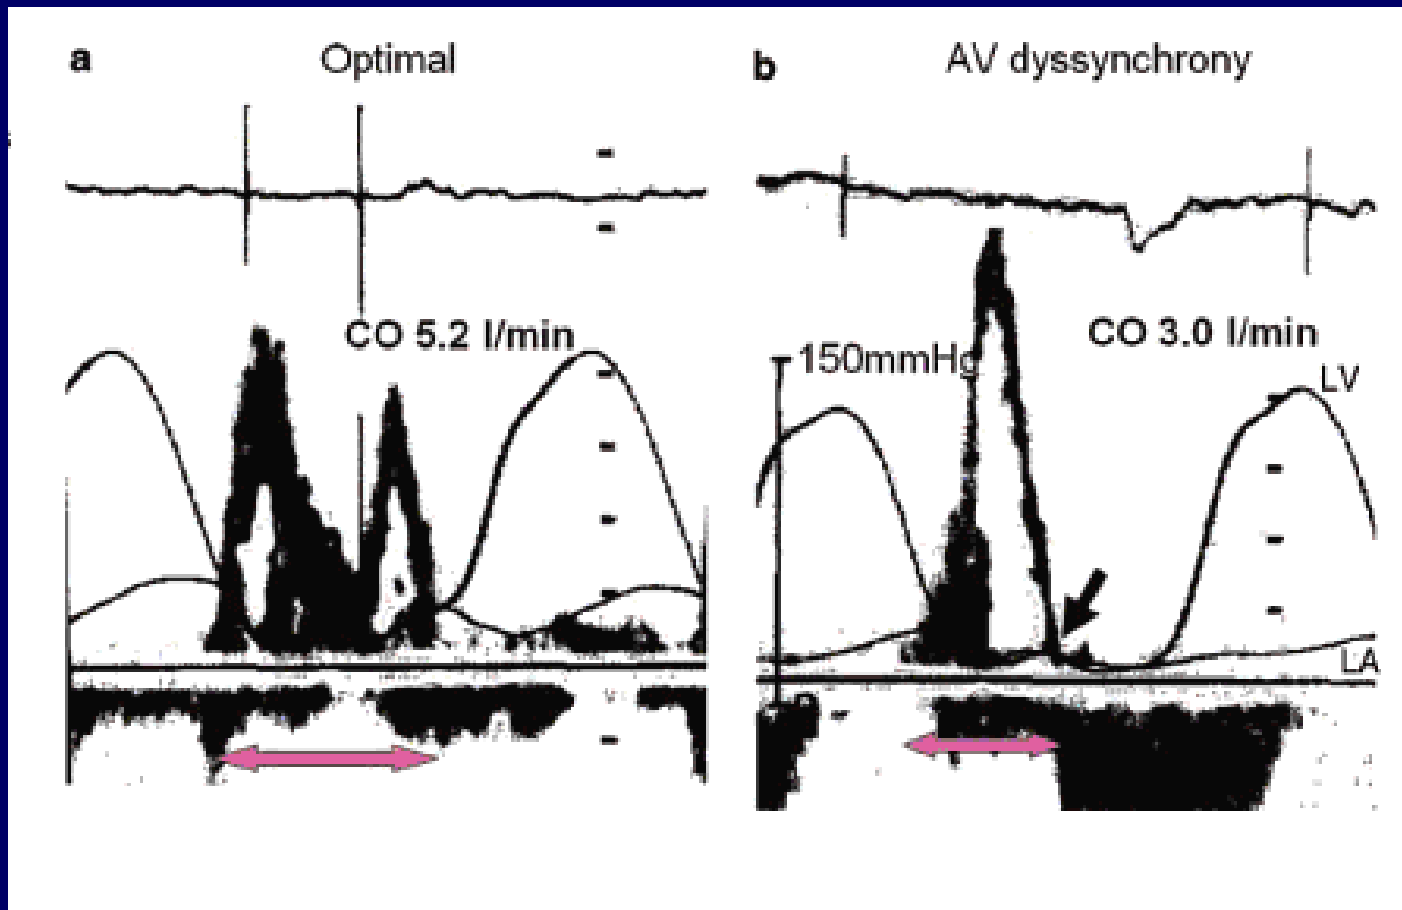 a
Optimal
b
AV dyssynchrony
CO 5.2 l/min
CO 3.0 l/min
150mmHg
LV
LA